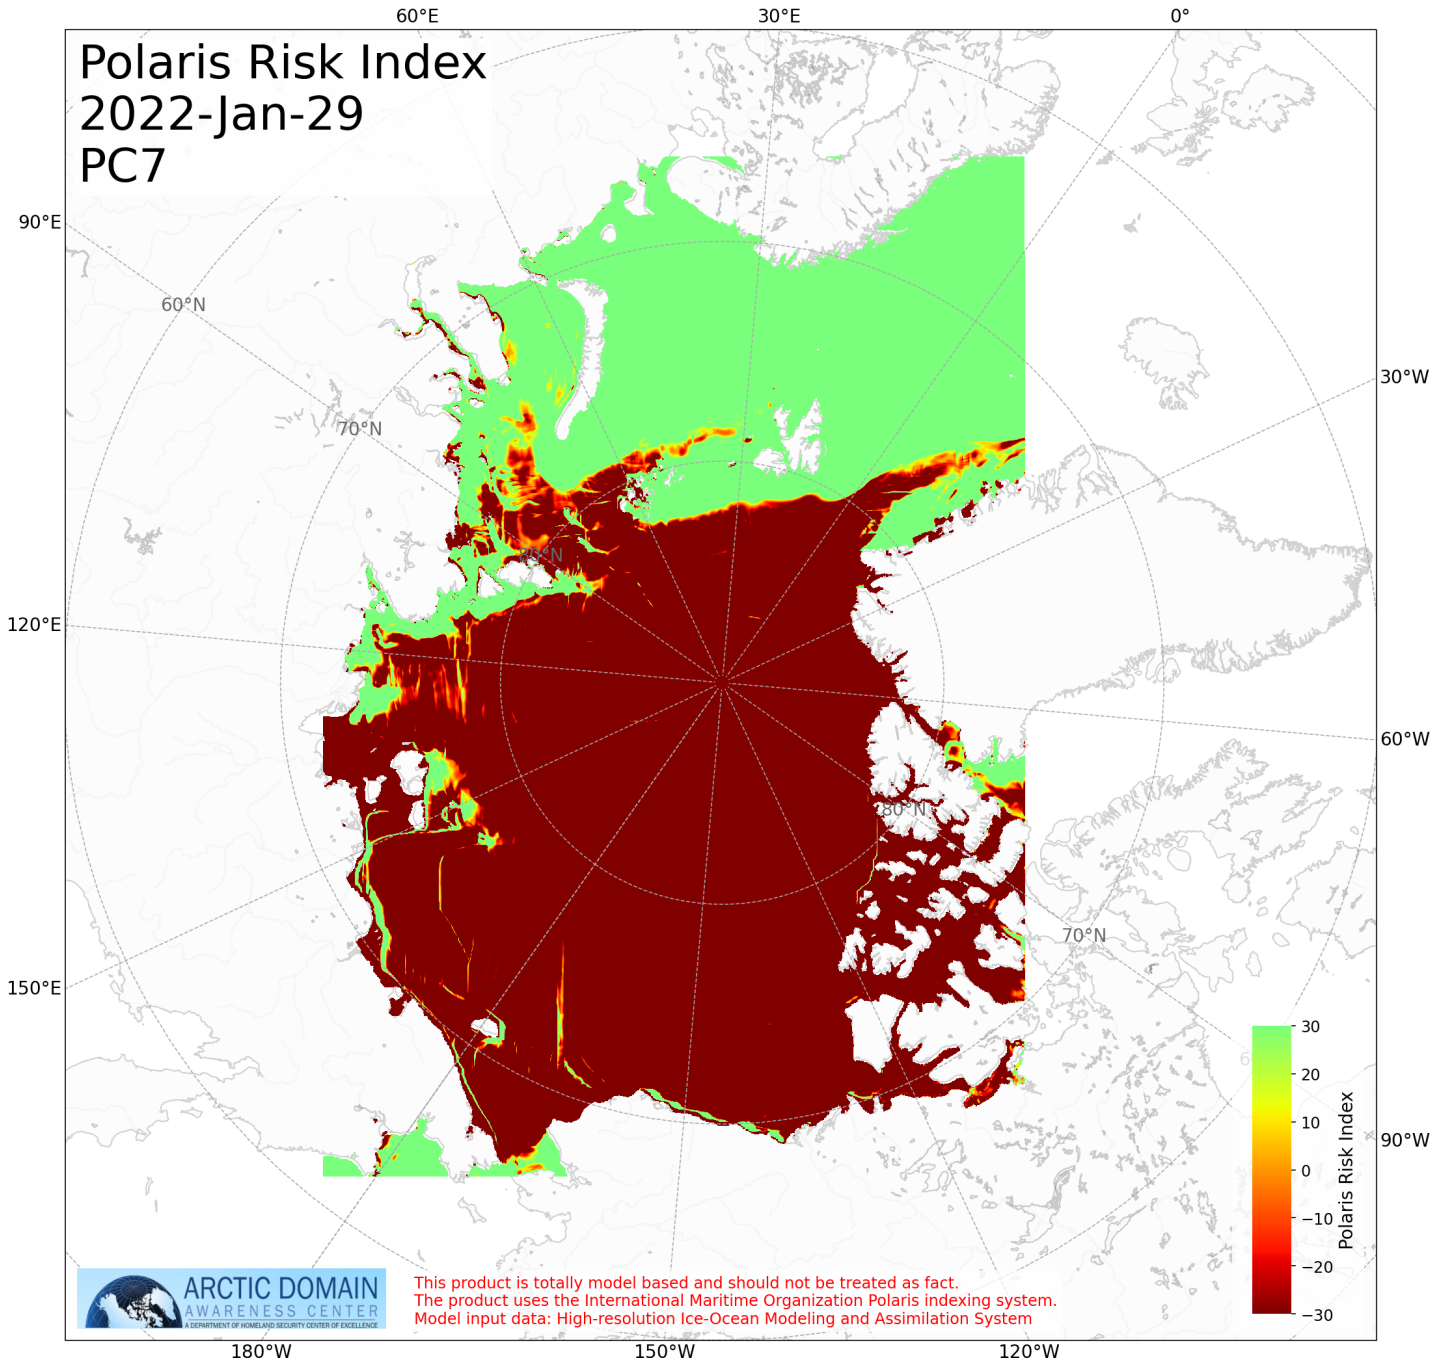 60°E
30°E
0°
Polaris Risk Index
2022-Jan-29
PC7
90°E
60°N
30°W
70°N
80°N
120°E
60°W
80°N
70°N
150°E
30
20
10
0
−10
−20
−30
Polaris Risk Index
90°W
ARCTIC DOMAIN
AWARENESS CENTER
A DEPARTMENT OF HOMELAND SECURITY CENTER OF EXCELLENCE
This product is totally model based and should not be treated as fact.
The product uses the International Maritime Organization Polaris indexing system.
Model input data: High-resolution Ice-Ocean Modeling and Assimilation System
180°W
150°W
120°W